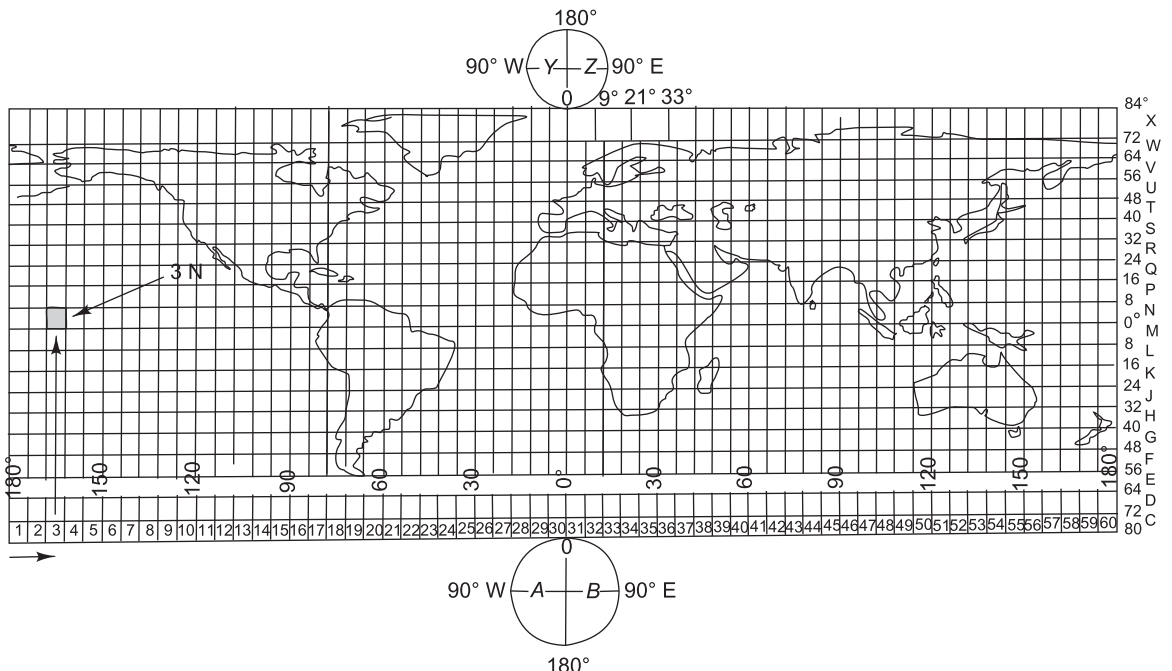 180°
90° W Y Z 90° E
0 9° 21° 33°
84°
X
72
W
64
V
56
U
48
T
40
S
32
R
24
Q
16
P
8
N
0°
M
8
L
16
K
24
J
32
H
40
G
48
F
56
E
64
D
72
C
80
3 N
180° 150 120 90 60 30 0° 30 60 90 120 150 180°
1 2 3 4 5 6 7 8 9 10 11 12 13 14 15 16 17 18 19 20 21 22 23 24 25 26 27 28 29 30 31 32 33 34 35 36 37 38 39 40 41 42 43 44 45 46 47 48 49 50 51 52 53 54 55 56 57 58 59 60
0
90° W A B 90° E
180°